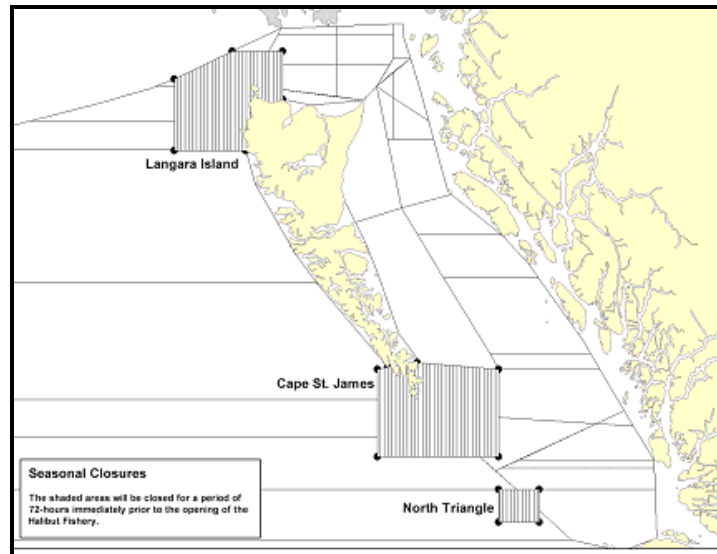 Langara Island
Cape St. James
Seasonal Closures
The shaded areas will be closed for a period of
72-hours immediately prior to the opening of the
Halibut Fishery.
North Triangle